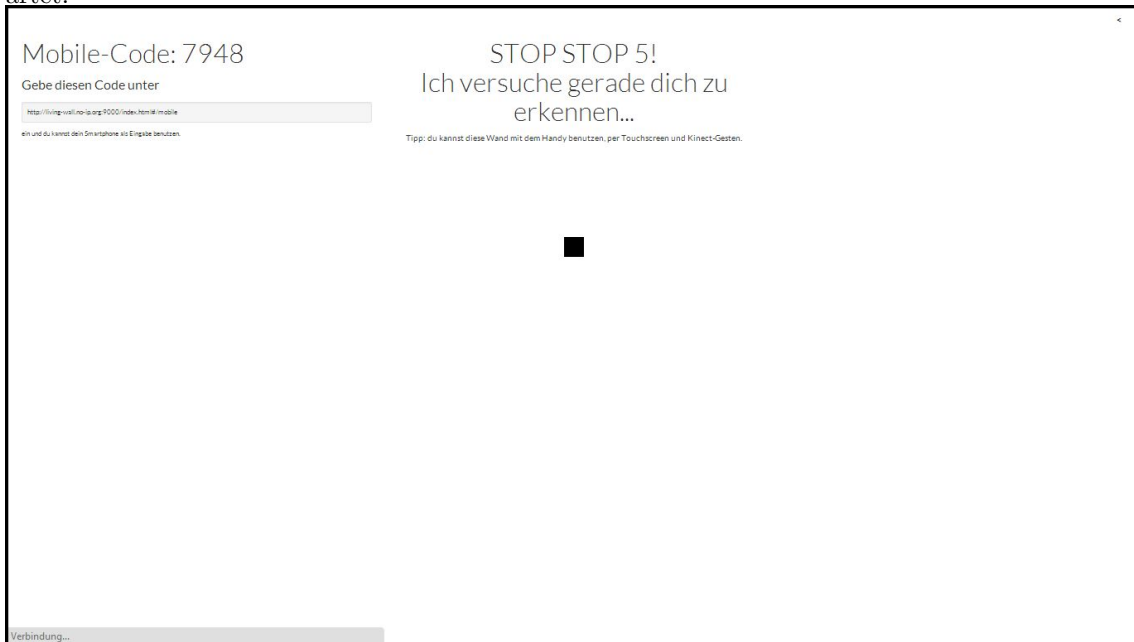 artet.
<
Mobile-Code: 7948
Gebe diesen Code unter
http://living-wall.no-ip.org:9000/index.html#/mobile
ein und du kannst dein Smartphone als Eingabe benutzen.
STOP STOP 5!
Ich versuche gerade dich zu
erkennen...
Tipp: du kannst diese Wand mit dem Handy benutzen, per Touchscreen und Kinect-Gesten.
Verbindung...